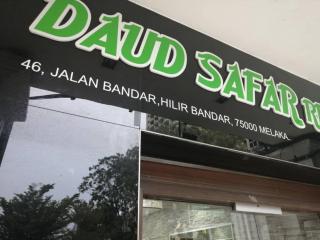 DAUD SAFAR
46, JALAN BANDAR,HILIR BANDAR, 75000 MELAKA.